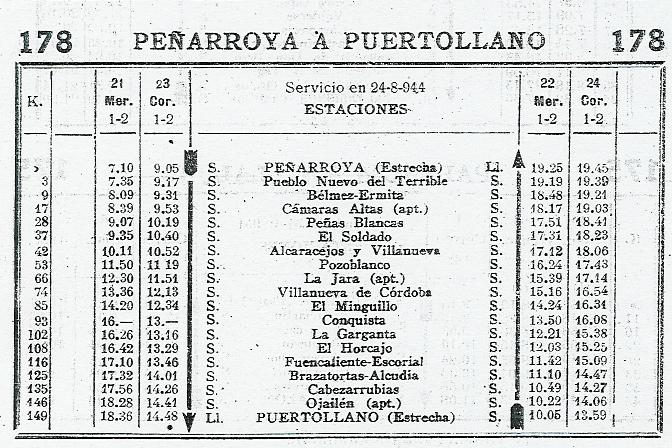 178 PEÑARROYA A PUERTOLLANO 178
K. 21 Mer. 1-2 23 Cor. 1-2 Servicio en 24-8-944 ESTACIONES 22 Mer. 1-2 24 Cor. 1-2
7.10 9.05 S. PEÑARROYA (Estrecha) Ll. 19.25 19.45
3 7.35 9.17 S. Pueblo Nuevo del Terrible S. 19.19 19.39
9 8.09 9.31 S. Bélmez-Ermita S. 18.48 19.21
17 8.39 9.53 S. Cámaras Altas (apt.) S. 18.17 19.03
28 9.07 10.19 S. Peñas Blancas S. 17.51 18.41
37 9.35 10.40 S. El Soldado S. 17.31 18.23
42 10.11 10.52 S. Alcaracejos y Villanueva S. 17.12 18.06
53 11.50 11 19 S. Pozoblanco S. 16.24 17.43
66 12.30 11.51 S. La Jara (apt.) S. 15.39 17.14
74 13.36 12.13 S. Villanueva de Córdoba S. 15.16 16.54
85 14.20 12.34 S. El Minguillo S. 14.24 16.31
93 16.— 13.— S. Conquista S. 13.50 16.08
102 16.26 13.16 S. La Garganta S. 12.21 15.38
108 16.42 13.29 S. El Horcajo S. 12.03 15.25
116 17.10 13.46 S. Fuencaliente-Escorial S. 11.42 15.09
125 17.32 14.01 S. Brazatortas-Alcudia S. 11.10 14.47
135 17.56 14.26 S. Cabezarrubias S. 10.49 14.27
146 18.28 14.41 S. Ojailén (apt.) S. 10.22 14.06
149 18.36 14.48 Ll. PUERTOLLANO (Estrecha) S. 10.05 13.59